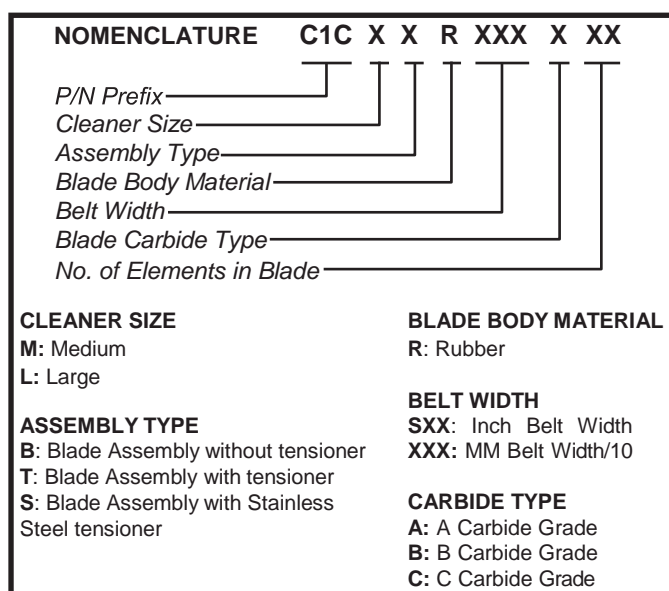 NOMENCLATURE C1C X X R XXX X XX
P/N Prefix
Cleaner Size
Assembly Type
Blade Body Material
Belt Width
Blade Carbide Type
No. of Elements in Blade
CLEANER SIZE
M: Medium
L: Large
ASSEMBLY TYPE
B: Blade Assembly without tensioner
T: Blade Assembly with tensioner
S: Blade Assembly with Stainless
Steel tensioner
BLADE BODY MATERIAL
R: Rubber
BELT WIDTH
SXX: Inch Belt Width
XXX: MM Belt Width/10
CARBIDE TYPE
A: A Carbide Grade
B: B Carbide Grade
C: C Carbide Grade